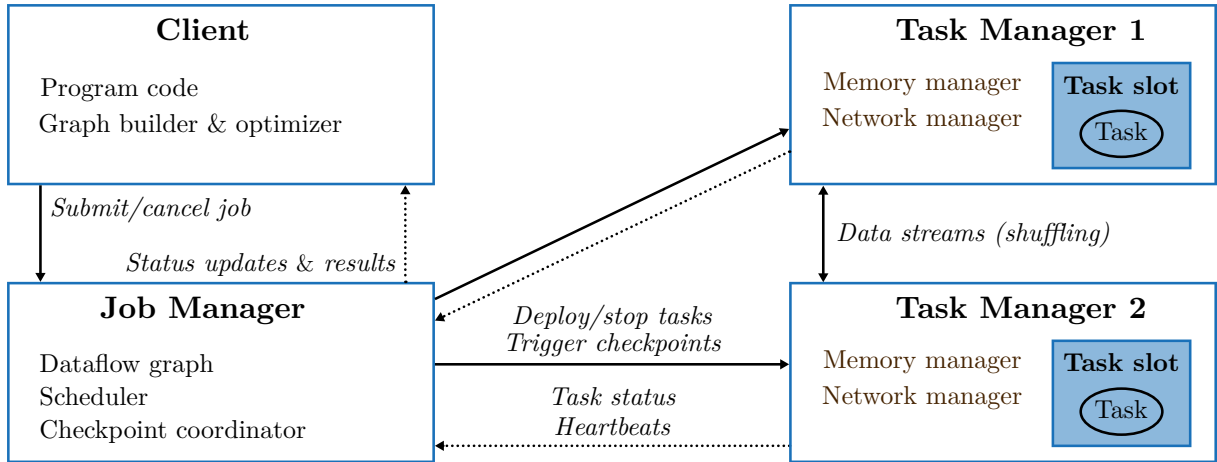 Client
Program code
Graph builder & optimizer
Task Manager 1
Memory manager
Network manager
Task slot
Task
Submit/cancel job
Status updates & results
Data streams (shuffling)
Job Manager
Dataflow graph
Scheduler
Checkpoint coordinator
Deploy/stop tasks
Trigger checkpoints
Task status
Heartbeats
Task Manager 2
Memory manager
Network manager
Task slot
Task